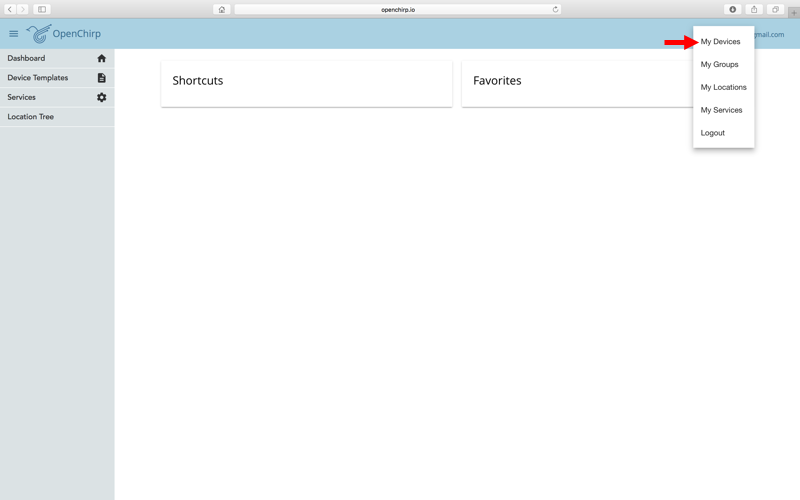 openchirp.io
OpenChirp
gmail.com
Dashboard
Device Templates
Services
Location Tree
Shortcuts
Favorites
My Devices
My Groups
My Locations
My Services
Logout